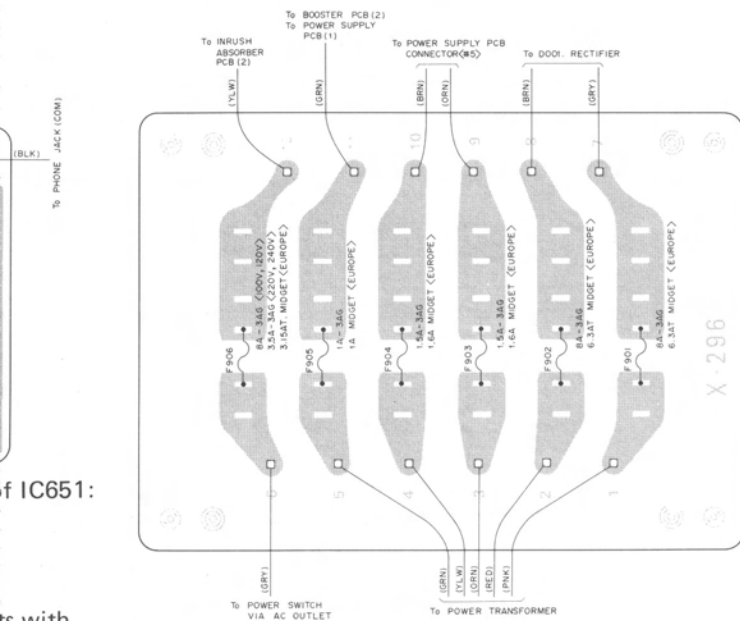 To BOOSTER PCB (2)
To POWER SUPPLY
PCB (1)
To INRUSH
ABSORBER
PCB (2)
To POWER SUPPLY PCB
CONNECTOR<#5>
To D001. RECTIFIER
(YLW)
(GRN)
(BRN)
(ORN)
(BRN)
(GRY)
(BLK)
To PHONE JACK (COM)
10
9
8
7
F906
8A-3AG <100V, 120V>
3.5A-3AG <220V, 240V>
3.15AT. MIDGET <EUROPE>
F905
1A-3AG
1A MIDGET <EUROPE>
F904
1.5A-3AG
1.6A MIDGET <EUROPE>
F903
1.5A-3AG
1.6A MIDGET <EUROPE>
F902
8A-3AG
6.3AT MIDGET <EUROPE>
F901
8A-3AG
6.3AT MIDGET <EUROPE>
X-296
6
5
4
3
2
1
of IC651:
(GRY)
(GRN)
(YLW)
(ORN)
(RED)
(PNK)
To POWER SWITCH
VIA AC OUTLET
To POWER TRANSFORMER
ts with